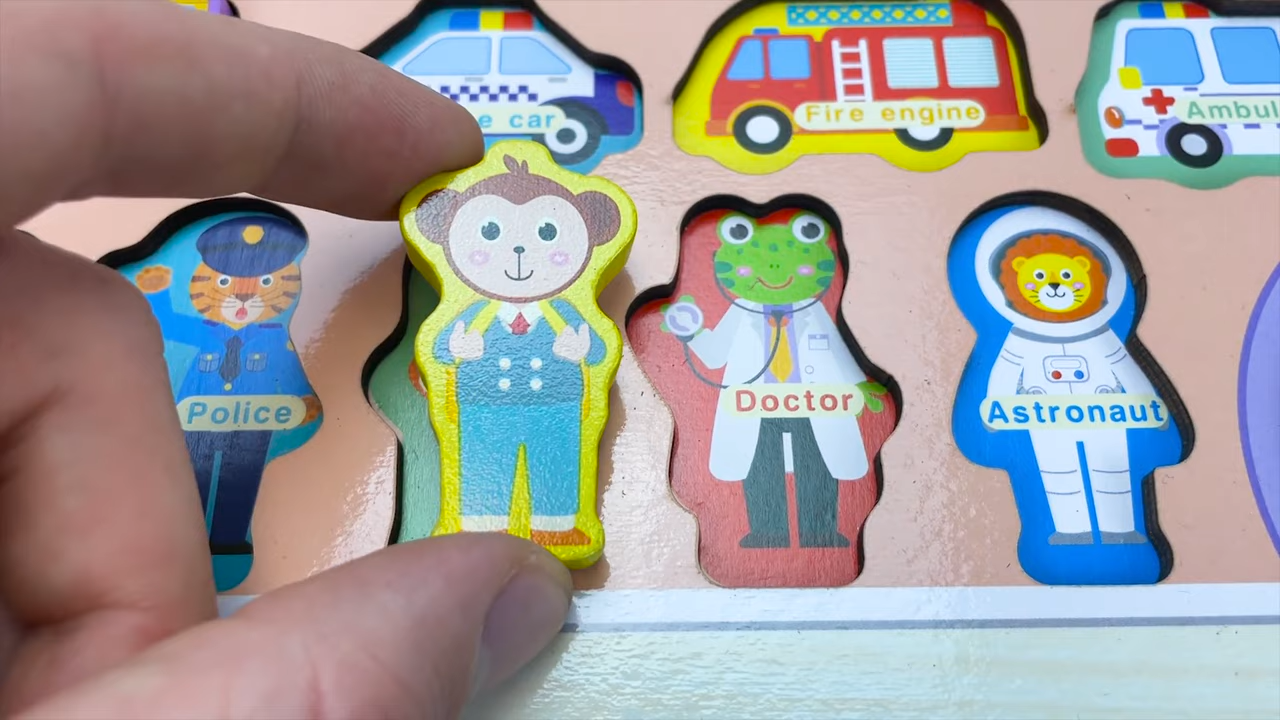 e car
Fire engine
Ambul
Police
Doctor
Astronaut